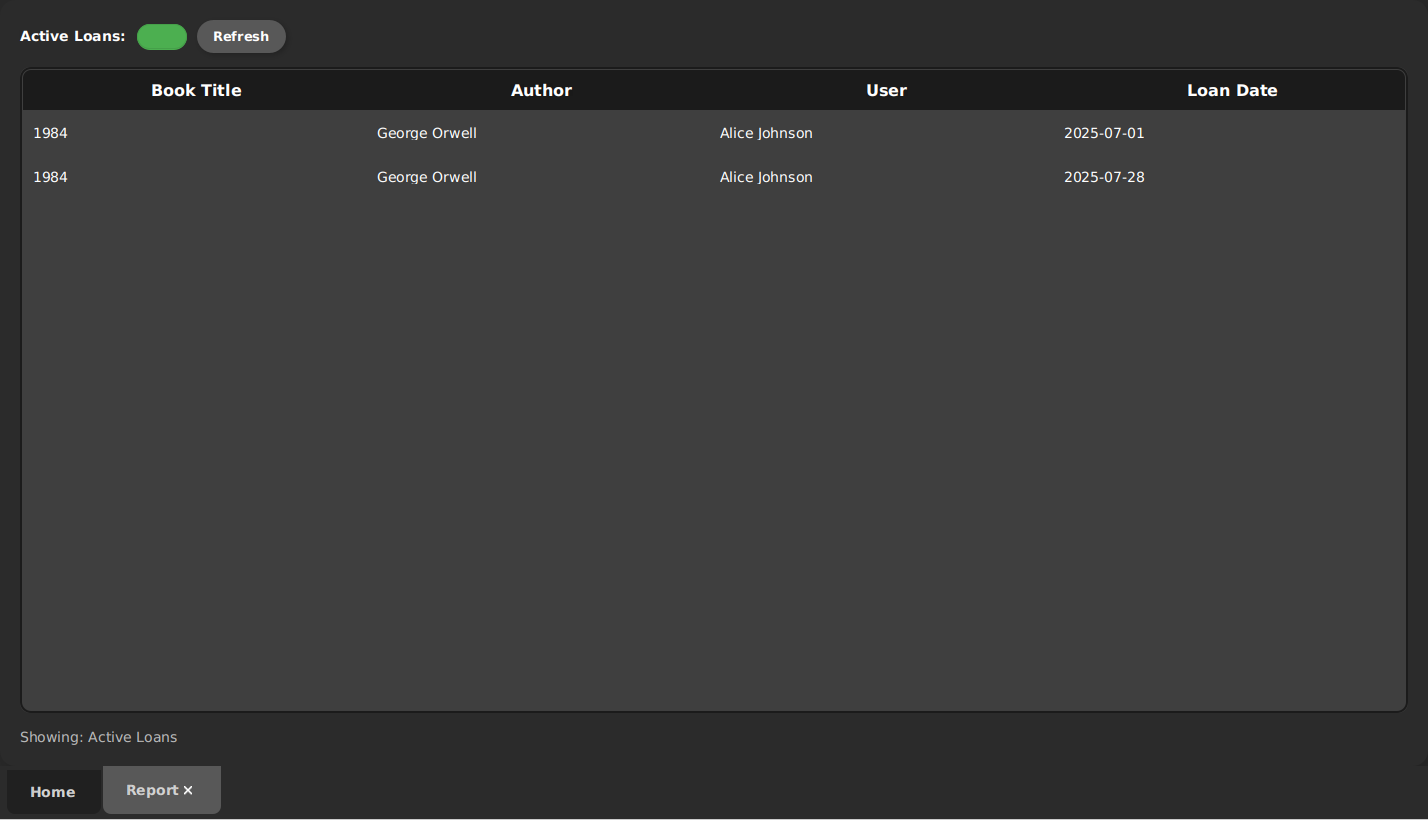 Active Loans: Refresh
Book Title Author User Loan Date
1984 George Orwell Alice Johnson 2025-07-01
1984 George Orwell Alice Johnson 2025-07-28
Showing: Active Loans
Home Report ×